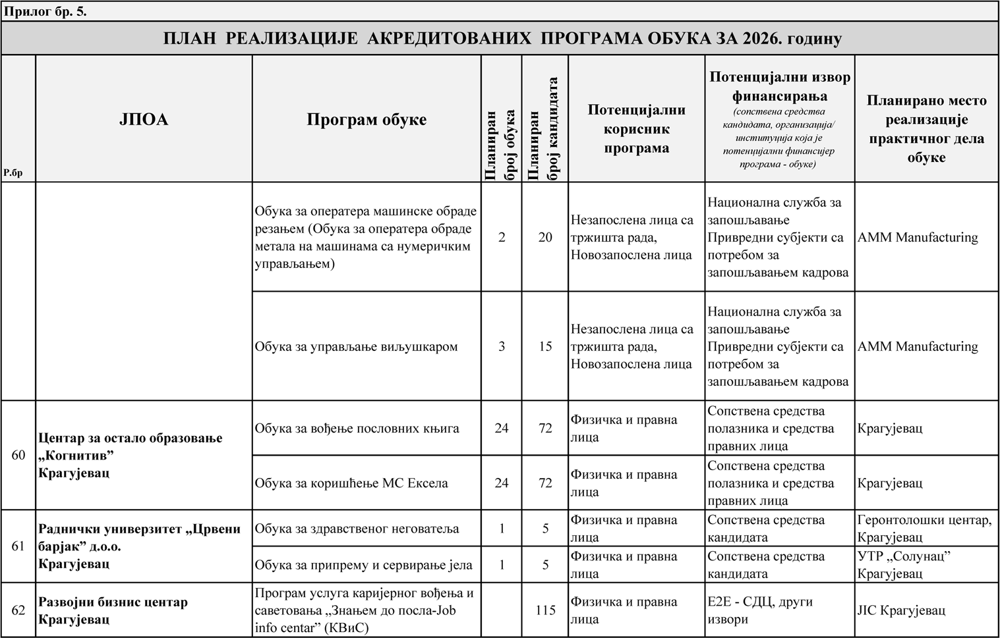 Прилог бр. 5.
ПЛАН РЕАЛИЗАЦИЈЕ АКРЕДИТОВАНИХ ПРОГРАМА ОБУКА ЗА 2026. годину
Р.бр
ЈПОА
Програм обуке
Планиран
број обука
Планиран
број кандидата
Потенцијални
корисник
програма
Потенцијални извор
финансирања
(сопствена средства
кандидата, организација/
институција која је
потенцијални финансијер
програма - обуке)
Планирано место
реализације
практичног дела
обуке
Обука за оператера машинске обраде
резањем (Обука за оператера обраде
метала на машинама са нумеричким
управљањем)
2
20
Незапослена лица са
тржишта рада,
Новозапослена лица
Национална служба за
запошљавање
Привредни субјекти са
потребом за
запошљавањем кадрова
AMM Manufacturing
Обука за управљање виљушкаром
3
15
Незапослена лица са
тржишта рада,
Новозапослена лица
Национална служба за
запошљавање
Привредни субјекти са
потребом за
запошљавањем кадрова
AMM Manufacturing
60
Центар за остало образовање
„Когнитив”
Крагујевац
Обука за вођење пословних књига
24
72
Физичка и правна
лица
Сопствена средства
полазника и средства
правних лица
Крагујевац
Обука за коришћење МС Ексела
24
72
Физичка и правна
лица
Сопствена средства
полазника и средства
правних лица
Крагујевац
61
Раднички универзитет „Црвени
барјак” д.о.о.
Крагујевац
Обука за здравственог неговатеља
1
5
Физичка и правна
лица
Сопствена средства
кандидата
Геронтолошки центар,
Крагујевац
Обука за припрему и сервирање јела
1
5
Физичка и правна
лица
Сопствена средства
кандидата
УТР „Солунац”
Крагујевац
62
Развојни бизнис центар
Крагујевац
Програм услуга каријерног вођења и
саветовања „Знањем до посла-Job
info centar” (КВиС)
115
Физичка и правна
лица
Е2Е - СДЦ, други
извори
JIC Крагујевац